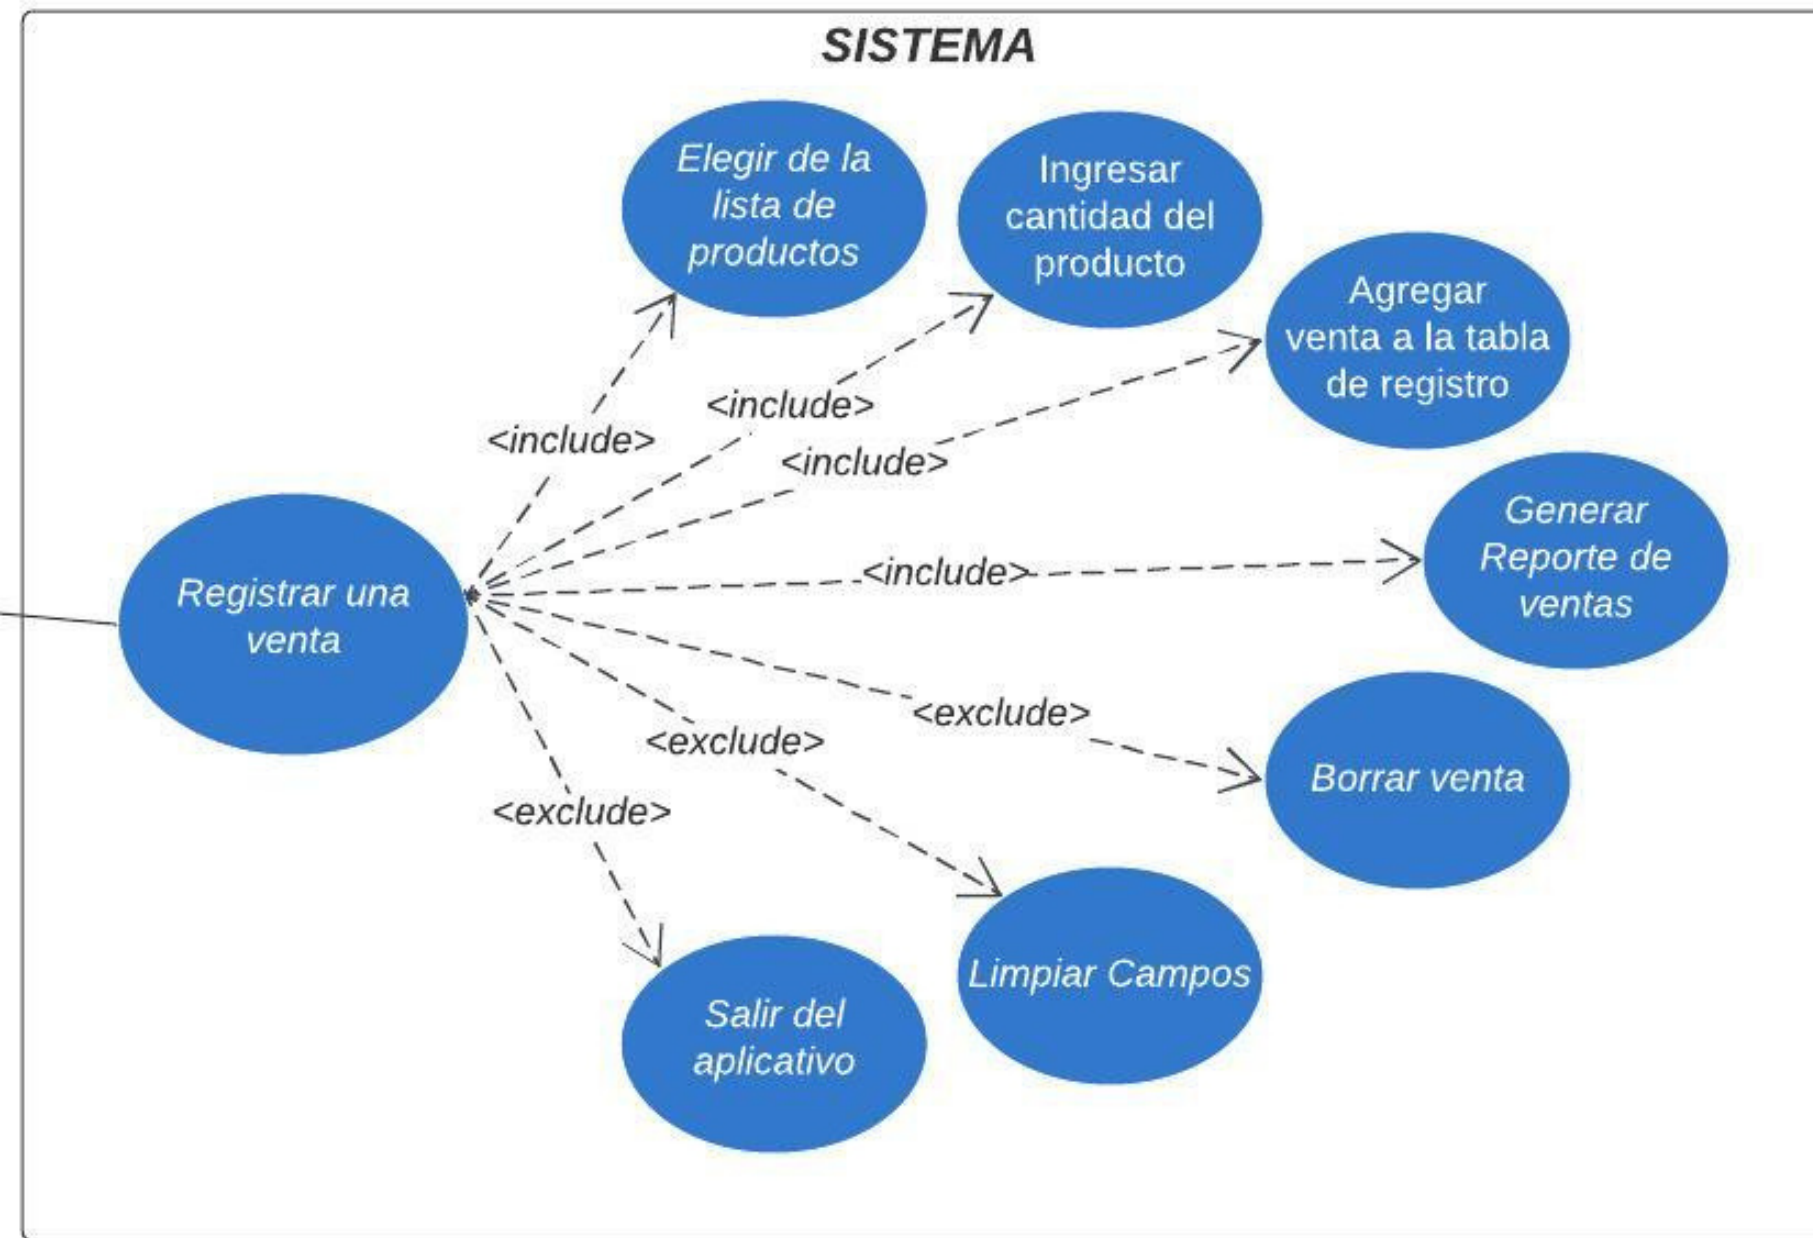 SISTEMA
Elegir de la
lista de
productos
Ingresar
cantidad del
producto
Agregar
venta a la tabla
de registro
<include>
<include>
<include>
Generar
Reporte de
ventas
<include>
Registrar una
venta
<exclude>
<exclude>
<exclude>
Borrar venta
Limpiar Campos
Salir del
aplicativo